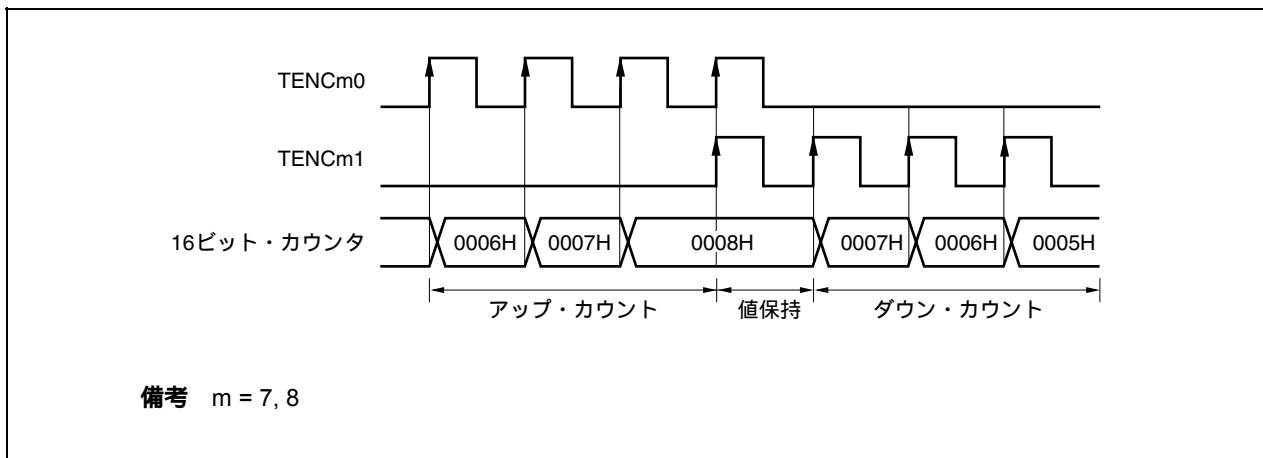 TENCm0
TENCm1
16ビット・カウンタ 0006H 0007H 0008H 0007H 0006H 0005H
アップ・カウント 値保持 ダウン・カウント
備考 m = 7, 8